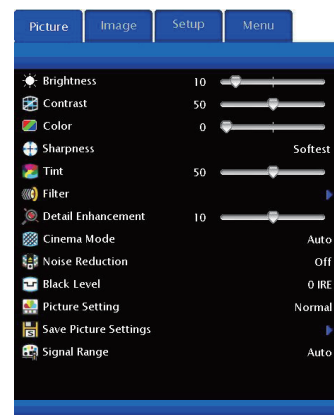 Picture Image Setup Menu
Brightness 10
Contrast 50
Color 0
Sharpness Softest
Tint 50
Filter
Detail Enhancement 10
Cinema Mode Auto
Noise Reduction Off
Black Level 0 IRE
Picture Setting Normal
Save Picture Settings
Signal Range Auto